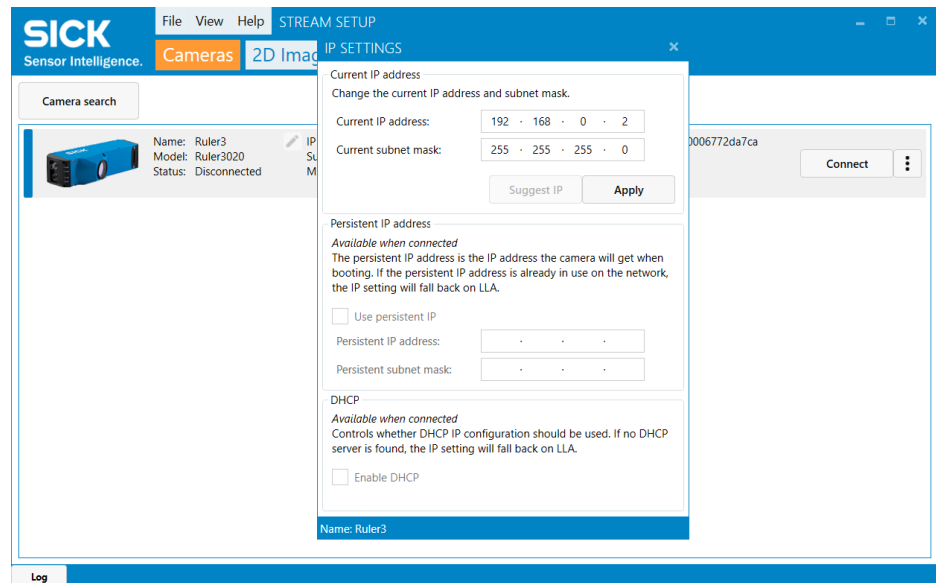 SICK
Sensor Intelligence.
File View Help STREAM SETUP
Cameras 2D Imag
IP SETTINGS
Camera search
Name: Ruler3
Model: Ruler3020
Status: Disconnected
IP
Su
M
0006772da7ca
Connect
Current IP address
Change the current IP address and subnet mask.
Current IP address: 192 · 168 · 0 · 2
Current subnet mask: 255 · 255 · 255 · 0
Suggest IP Apply
Persistent IP address
Available when connected
The persistent IP address is the IP address the camera will get when
booting. If the persistent IP address is already in use on the network,
the IP setting will fall back on LLA.
Use persistent IP
Persistent IP address: · · ·
Persistent subnet mask: · · ·
DHCP
Available when connected
Controls whether DHCP IP configuration should be used. If no DHCP
server is found, the IP setting will fall back on LLA.
Enable DHCP
Name: Ruler3
Log